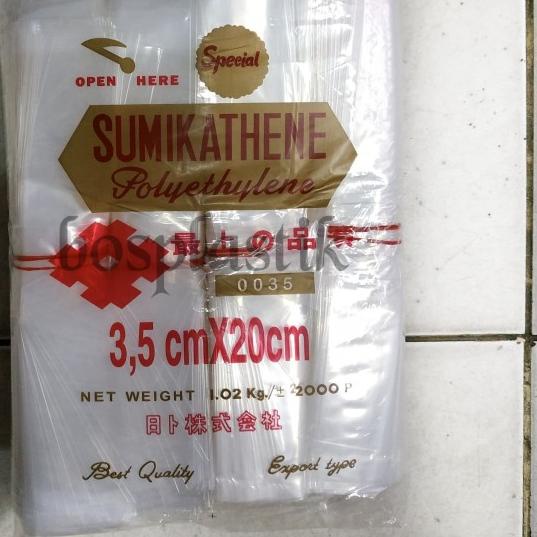 OPEN HERE
Special
SUMIKATHENE
Polyethylene
最上の品質
bosplastik
0035
3,5 cmX20cm
NET WEIGHT 1.02 Kg./± 2000 P
日ト株式会社
Best Quality
Export type